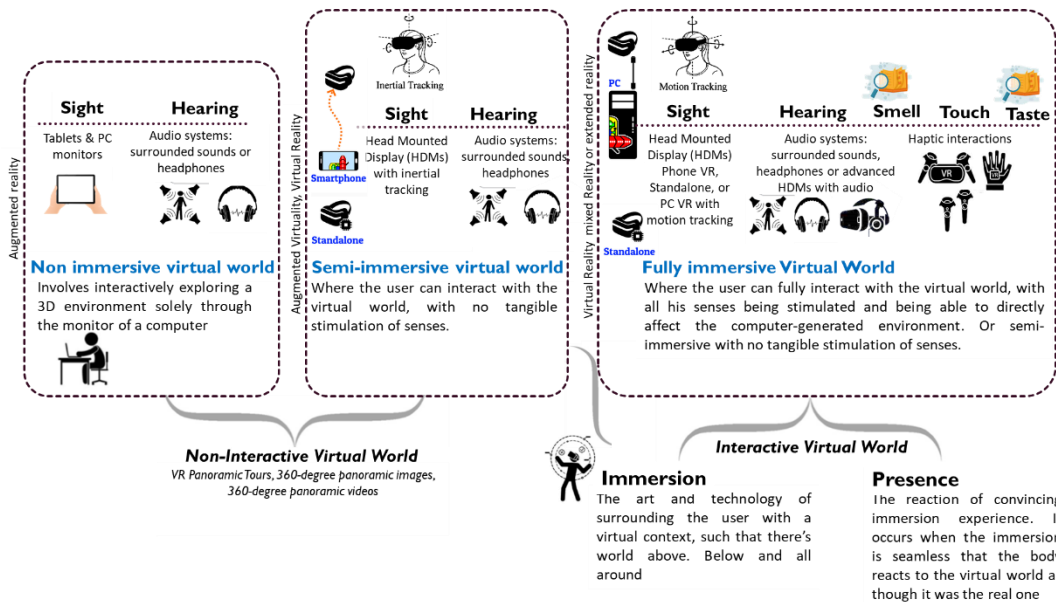 Augmented reality
Sight
Hearing
Tablets & PC
monitors
Audio systems:
surrounded sounds or
headphones
Non immersive virtual world
Involves interactively exploring a
3D environment solely through
the monitor of a computer
Augmented Virtuality, Virtual Reality
Inertial Tracking
Sight
Hearing
Head Mounted
Display (HDMs)
with inertial
tracking
Audio systems:
surrounded sounds,
headphones
Smartphone
Standalone
Semi-immersive virtual world
Where the user can interact with the
virtual world, with no tangible
stimulation of senses.
Virtual Reality mixed Reality or extended reality
PC
Motion Tracking
Sight
Hearing
Smell
Touch
Taste
Head Mounted
Display (HDMs)
Phone VR,
Standalone, or
PC VR with
motion tracking
Audio systems:
surrounded sounds,
headphones or advanced
HDMs with audio
Haptic interactions
VR
VR
Standalone
Fully immersive Virtual World
Where the user can fully interact with the virtual world, with
all his senses being stimulated and being able to directly
affect the computer-generated environment. Or semi-
immersive with no tangible stimulation of senses.
Non-Interactive Virtual World
VR Panoramic Tours, 360-degree panoramic images,
360-degree panoramic videos
Interactive Virtual World
Immersion
The art and technology of
surrounding the user with a
virtual context, such that there's
world above. Below and all
around
Presence
The reaction of convincing
immersion experience.
occurs when the immersion
is seamless that the body
reacts to the virtual world
though it was the real one